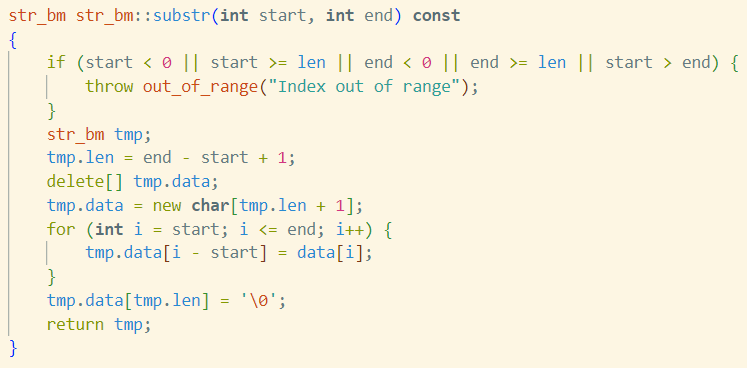 str_bm str_bm::substr(int start, int end) const
{
    if (start < 0 || start >= len || end < 0 || end >= len || start > end) {
        throw out_of_range("Index out of range");
    }
    str_bm tmp;
    tmp.len = end - start + 1;
    delete[] tmp.data;
    tmp.data = new char[tmp.len + 1];
    for (int i = start; i <= end; i++) {
        tmp.data[i - start] = data[i];
    }
    tmp.data[tmp.len] = '\0';
    return tmp;
}